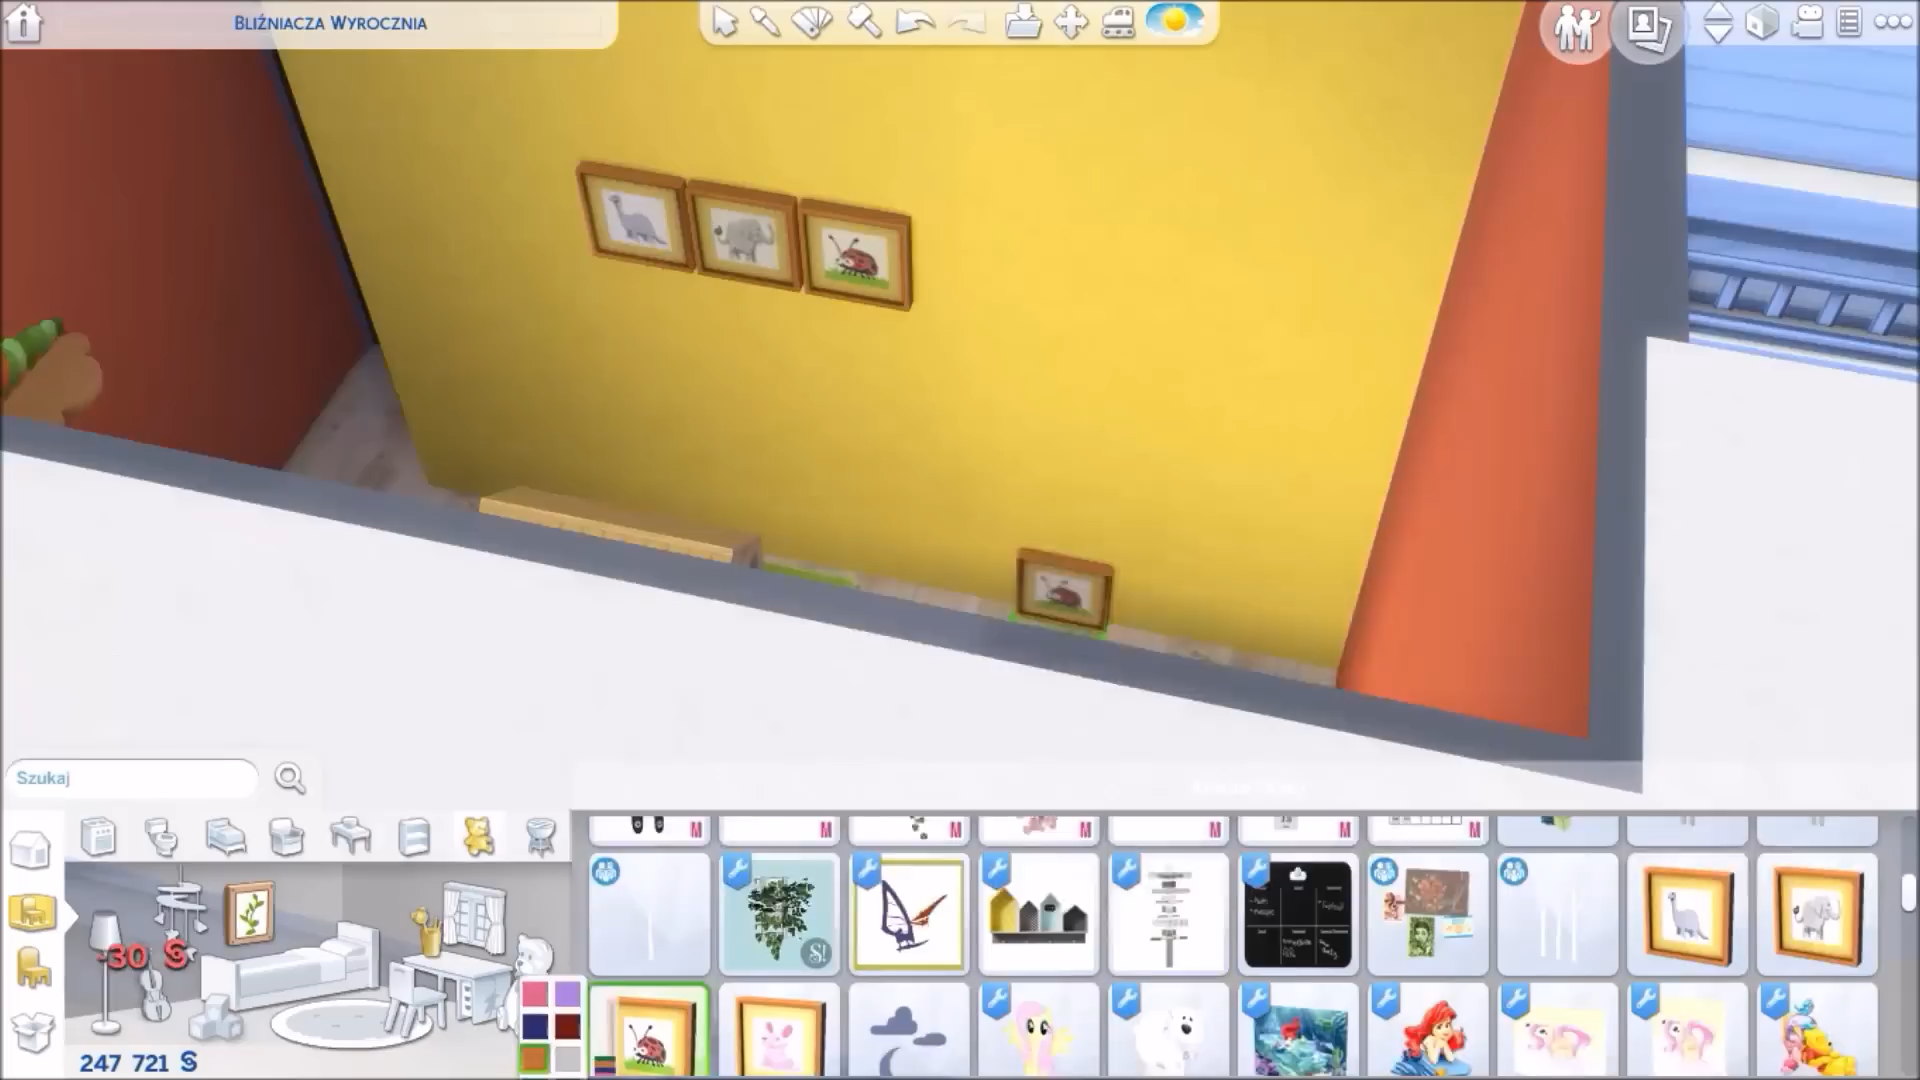 BLIŹNIACZA WYROCZNIA
Szukaj
-30 S
247 721 S
M M M M M M M
S!